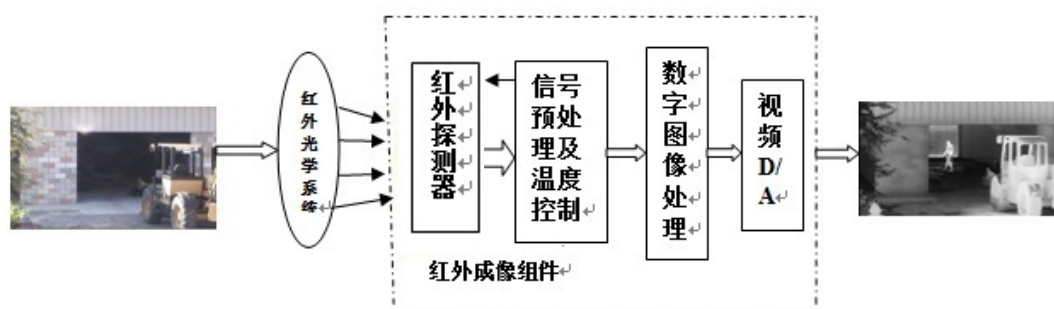 红
外
光
学
系
统↵
红↵
外↵
探↵
测↵
器↵
信号
预处
理及
温度
控制↵
数↵
字↵
图↵
像↵
处↵
理↵
视
频
D/
A↵
红外成像组件↵